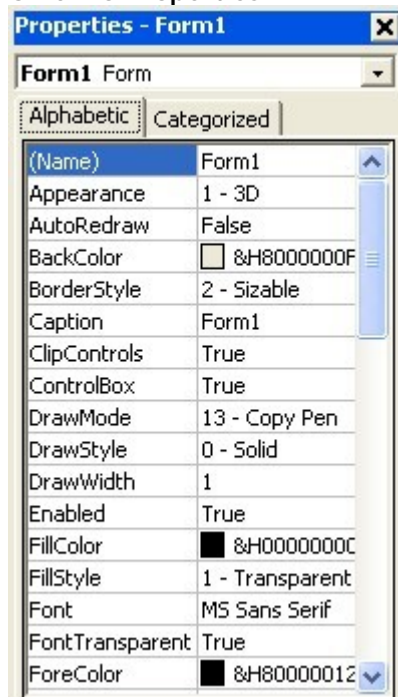 Properties - Form1
Form1 Form
Alphabetic Categorized
(Name) Form1
Appearance 1 - 3D
AutoRedraw False
BackColor &H8000000F
BorderStyle 2 - Sizable
Caption Form1
ClipControls True
ControlBox True
DrawMode 13 - Copy Pen
DrawStyle 0 - Solid
DrawWidth 1
Enabled True
FillColor &H0000000
FillStyle 1 - Transparent
Font MS Sans Serif
FontTransparent True
ForeColor &H80000012